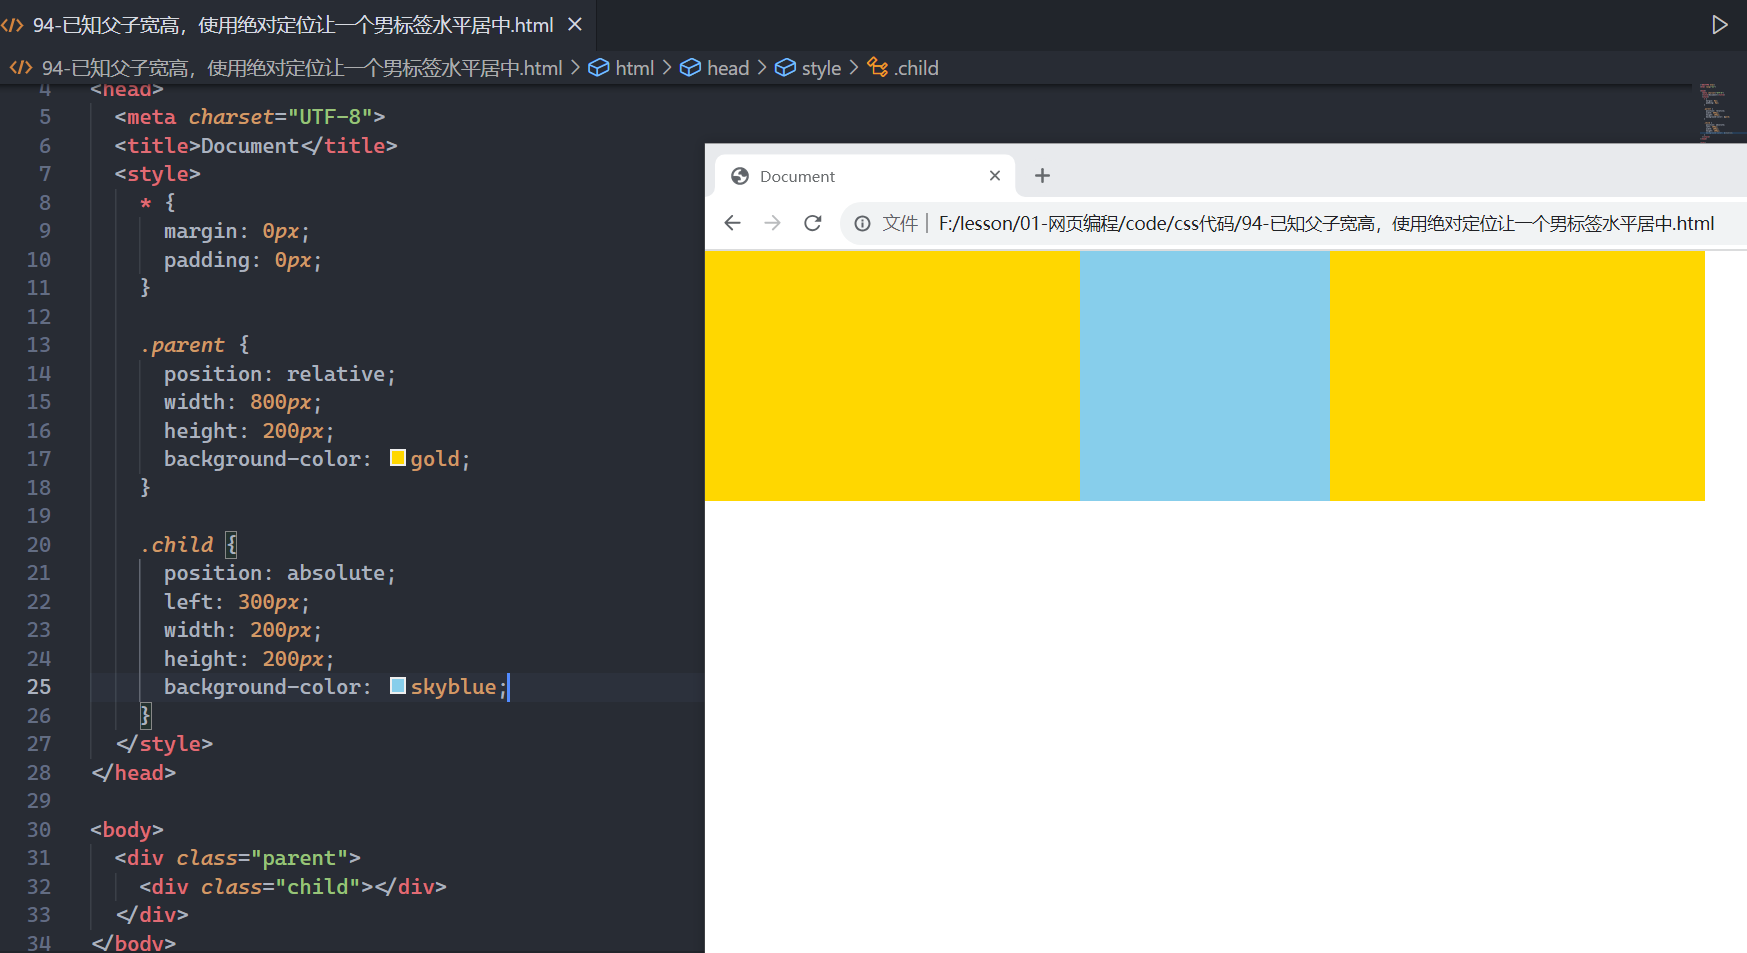 94-已知父子宽高，使用绝对定位让一个男标签水平居中.html
94-已知父子宽高，使用绝对定位让一个男标签水平居中.html > html > head > style > .child
4 <head>
5 <meta charset="UTF-8">
6 <title>Document</title>
7 <style>
8 * {
9 margin: 0px;
10 padding: 0px;
11 }
12
13 .parent {
14 position: relative;
15 width: 800px;
16 height: 200px;
17 background-color: gold;
18 }
19
20 .child {
21 position: absolute;
22 left: 300px;
23 width: 200px;
24 height: 200px;
25 background-color: skyblue;
26 }
27 </style>
28 </head>
29
30 <body>
31 <div class="parent">
32 <div class="child"></div>
33 </div>
34 </body>
Document
文件 | F:/lesson/01-网页编程/code/css代码/94-已知父子宽高，使用绝对定位让一个男标签水平居中.html